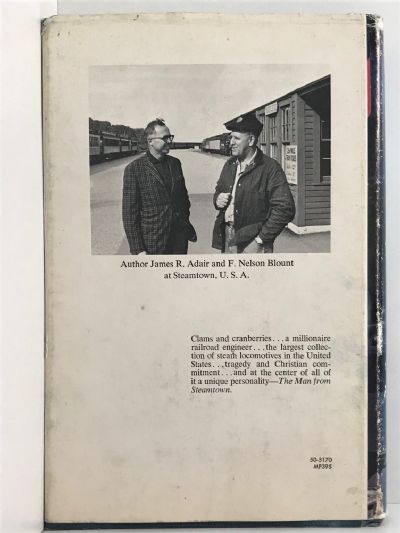 Author James R. Adair and F. Nelson Blount
at Steamtown, U. S. A.
Clams and cranberries...a millionaire
railroad engineer...the largest collec-
tion of steam locomotives in the United
States...tragedy and Christian com-
mitment...and at the center of all of
it a unique personality—The Man from
Steamtown.
50-5170
MP395